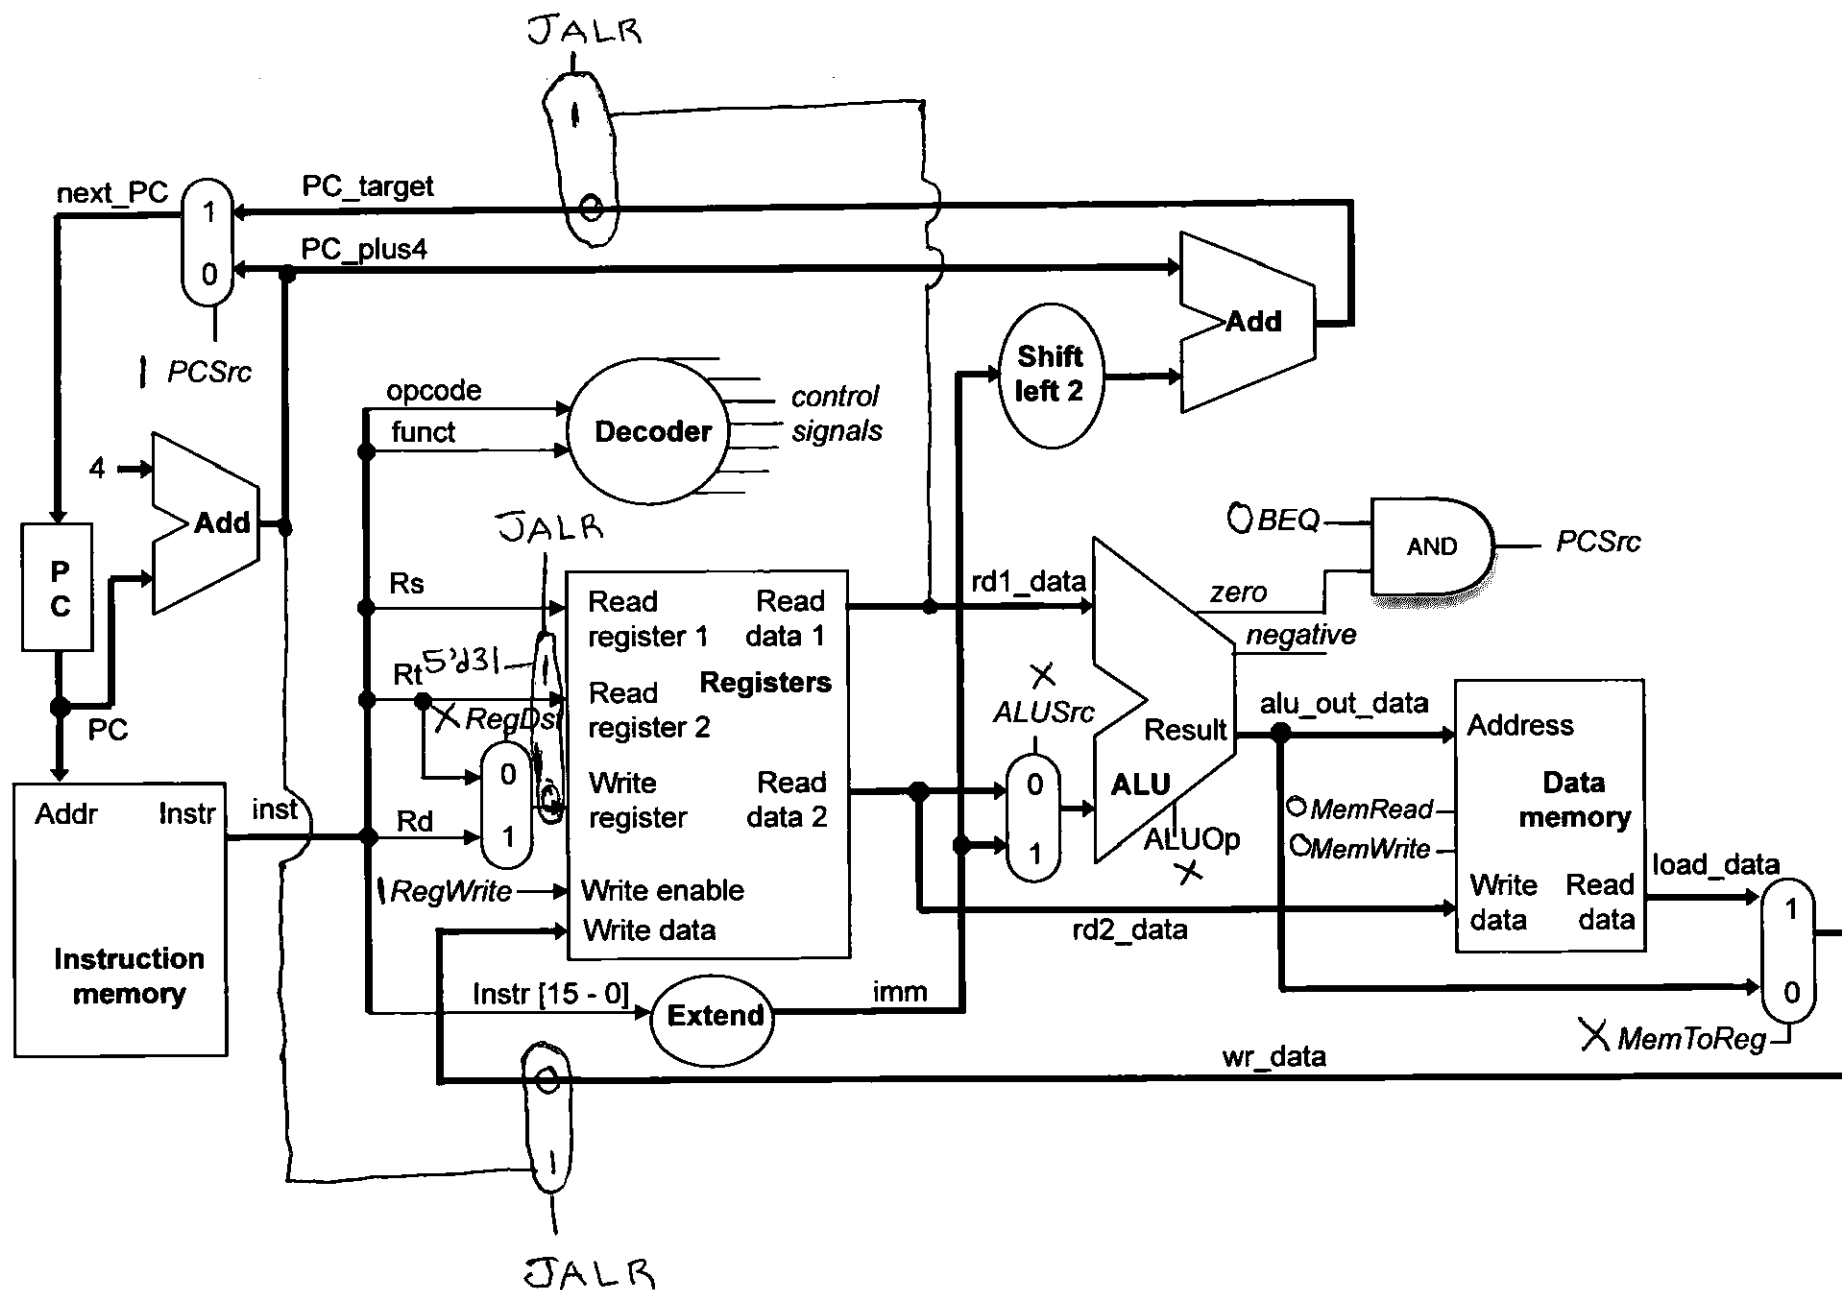 JALR
1
next_PC
PC_target
1
0
PC_plus4
0
Add
Shift
left 2
1 PCSrc
opcode
funct
Decoder
control
signals
4
Add
P
C
JALR
0 BEQ
AND
PCSrc
Rs
Read
register 1
Read
data 1
rd1_data
zero
negative
Rt
5'd31
1
Read
register 2
Registers
X RegDst
X
ALUSrc
Result
alu_out_data
Address
PC
0
1
0
Write
register
Read
data 2
0
1
ALU
ALUOp
X
Data
memory
0 MemRead
0 MemWrite
Addr
Instr
inst
Rd
1 RegWrite
Write enable
Write data
rd2_data
Write
data
Read
data
load_data
1
0
Instruction
memory
Instr [15 - 0]
Extend
imm
X MemToReg
wr_data
0
1
JALR